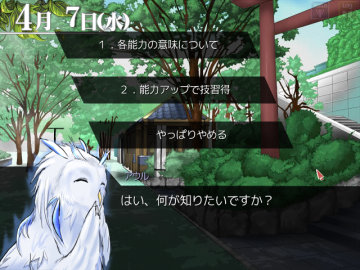 4月 7日(水)
１．各能力の意味について
２．能力アップで技習得
やっぱりやめる
アウル
はい、何が知りたいですか？